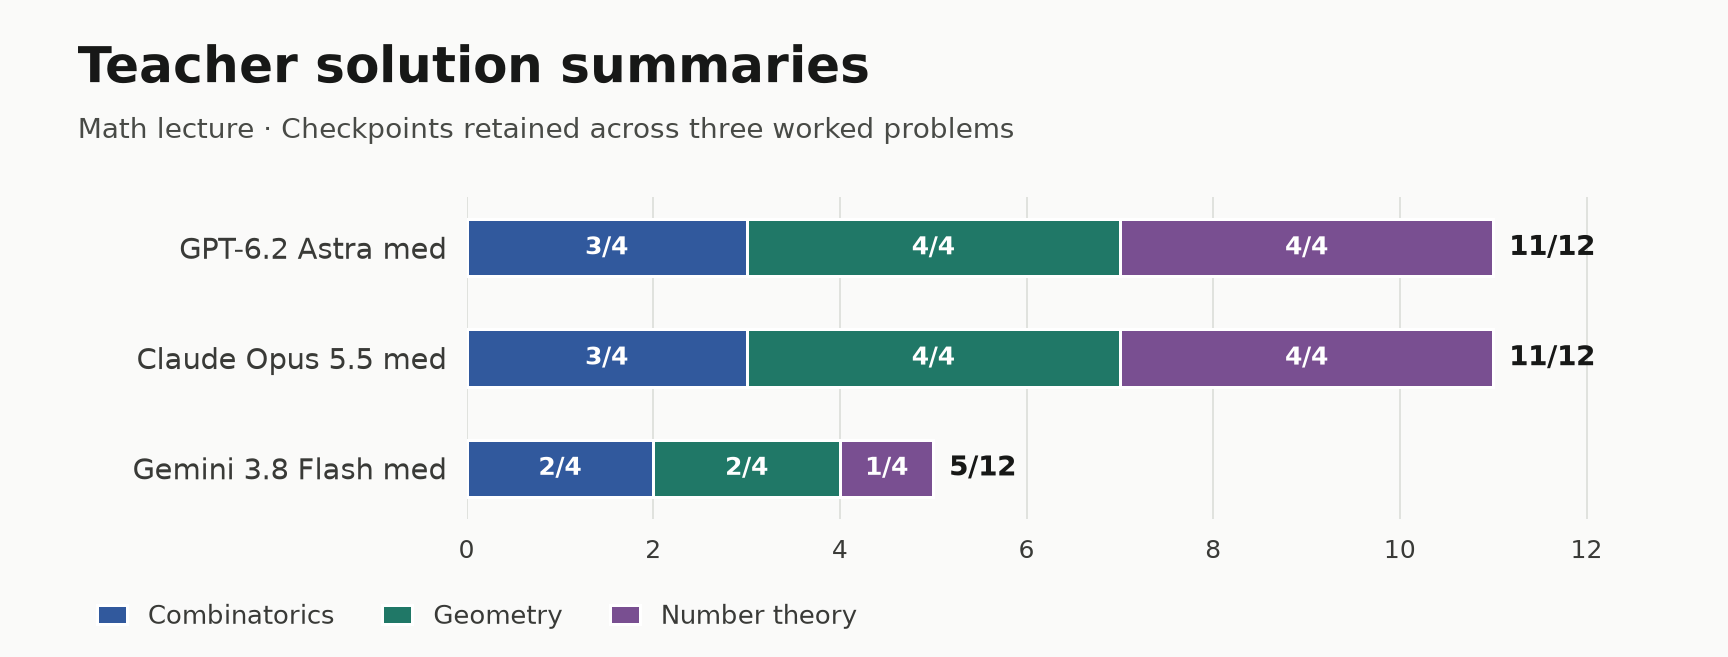 Teacher solution summaries
Math lecture · Checkpoints retained across three worked problems
GPT-6.2 Astra med 3/4 4/4 4/4 11/12
Claude Opus 5.5 med 3/4 4/4 4/4 11/12
Gemini 3.8 Flash med 2/4 2/4 1/4 5/12
0 2 4 6 8 10 12
Combinatorics Geometry Number theory